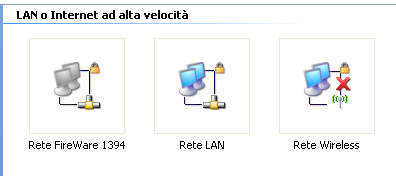 LAN o Internet ad alta velocità
Rete FireWare 1394
Rete LAN
Rete Wireless